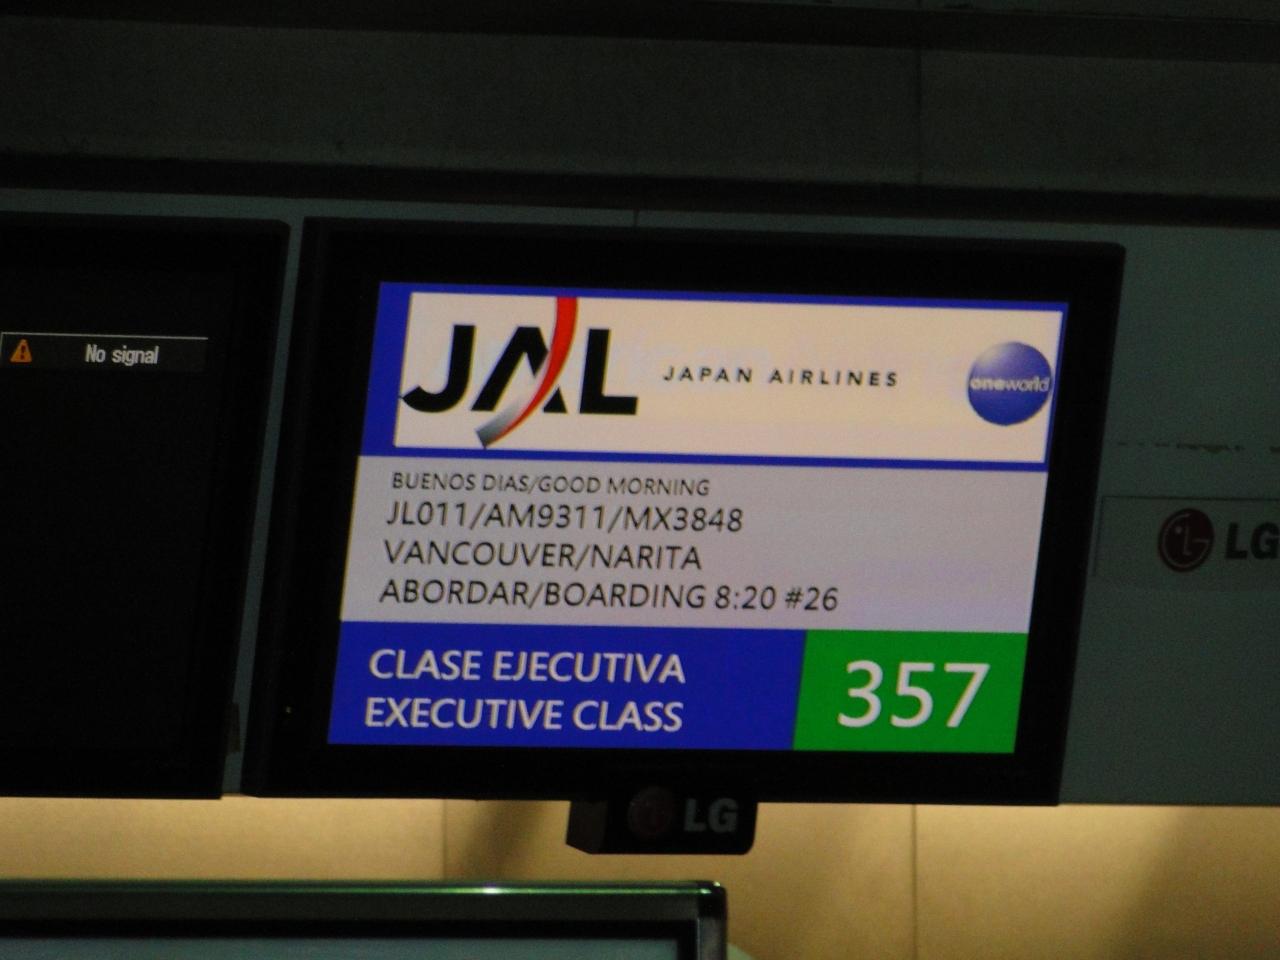 No signal
JAL JAPAN AIRLINES oneworld
BUENOS DIAS/GOOD MORNING
JL011/AM9311/MX3848
VANCOUVER/NARITA
ABORDAR/BOARDING 8:20 #26
CLASE EJECUTIVA
EXECUTIVE CLASS
357
LG
LG